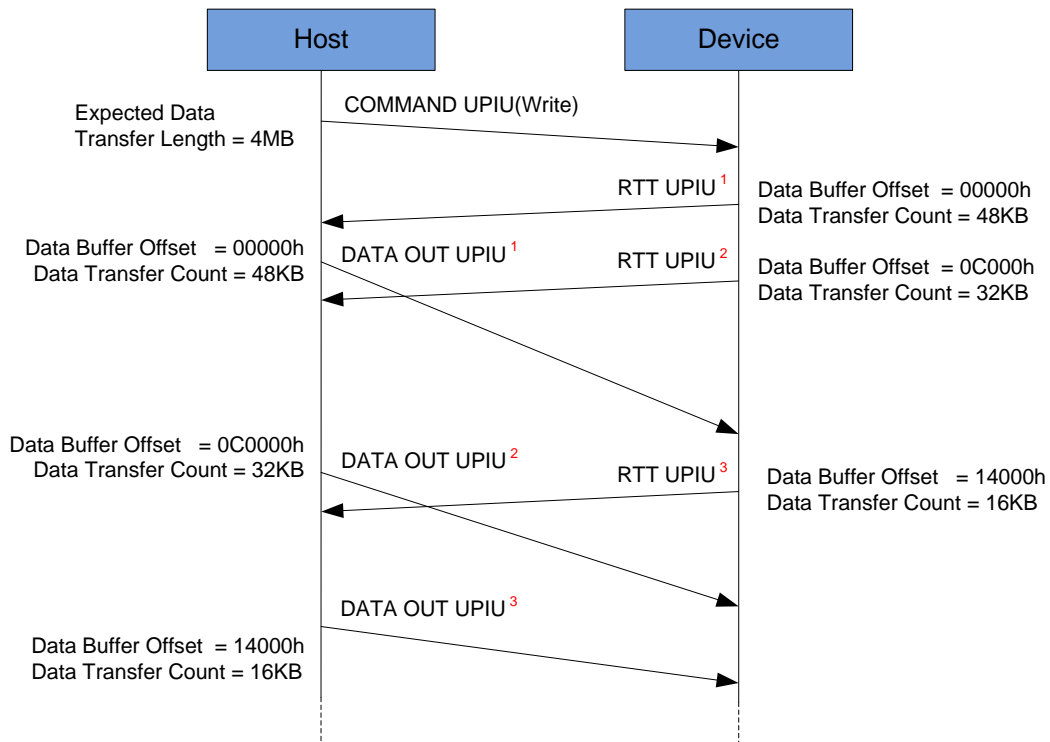 Host
Device
COMMAND UPIU(Write)
Expected Data
Transfer Length = 4MB
RTT UPIU 1
Data Buffer Offset = 00000h
Data Transfer Count = 48KB
Data Buffer Offset = 00000h
Data Transfer Count = 48KB
DATA OUT UPIU 1
RTT UPIU 2
Data Buffer Offset = 0C000h
Data Transfer Count = 32KB
Data Buffer Offset = 0C0000h
Data Transfer Count = 32KB
DATA OUT UPIU 2
RTT UPIU 3
Data Buffer Offset = 14000h
Data Transfer Count = 16KB
DATA OUT UPIU 3
Data Buffer Offset = 14000h
Data Transfer Count = 16KB